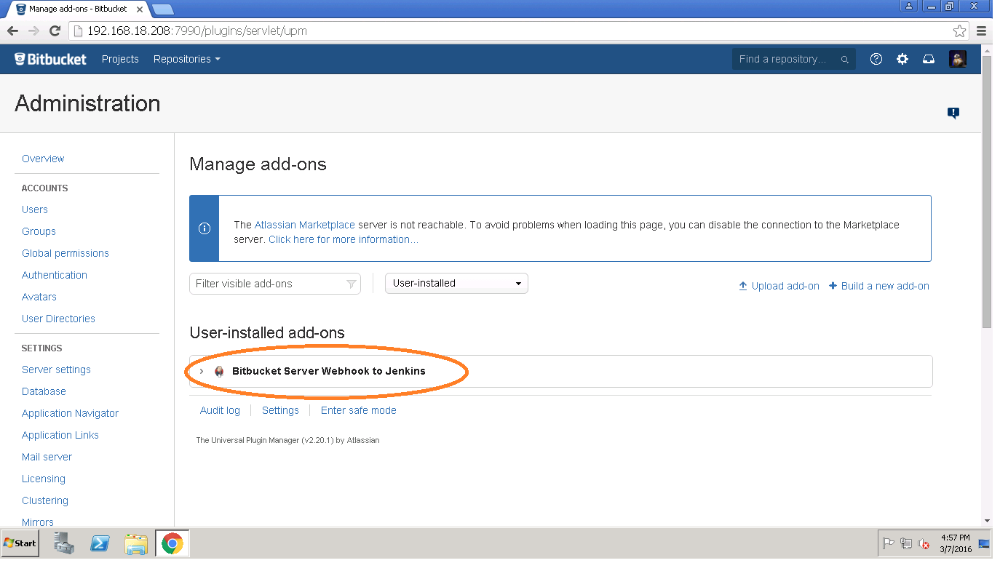 Manage add-ons - Bitbucket
192.168.18.208:7990/plugins/servlet/upm
Bitbucket Projects Repositories Find a repository...
Administration
Overview
ACCOUNTS
Users
Groups
Global permissions
Authentication
Avatars
User Directories
SETTINGS
Server settings
Database
Application Navigator
Application Links
Mail server
Licensing
Clustering
Mirrors
Manage add-ons
The Atlassian Marketplace server is not reachable. To avoid problems when loading this page, you can disable the connection to the Marketplace
server. Click here for more information...
Filter visible add-ons User-installed Upload add-on Build a new add-on
User-installed add-ons
Bitbucket Server Webhook to Jenkins
Audit log Settings Enter safe mode
The Universal Plugin Manager (v2.20.1) by Atlassian
Start
4:57 PM
3/7/2016